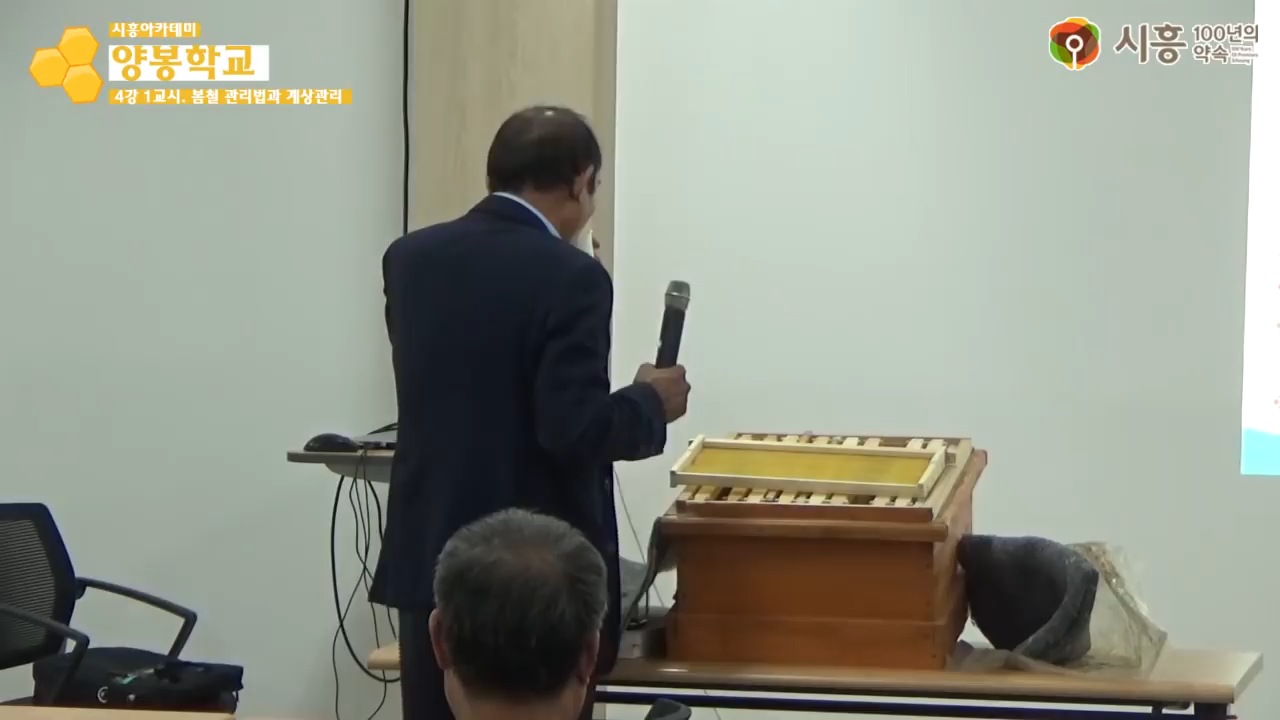 시흥아카데미
양봉학교
4강 1교시. 봄철 관리법과 계상관리
시흥
100년의
약속